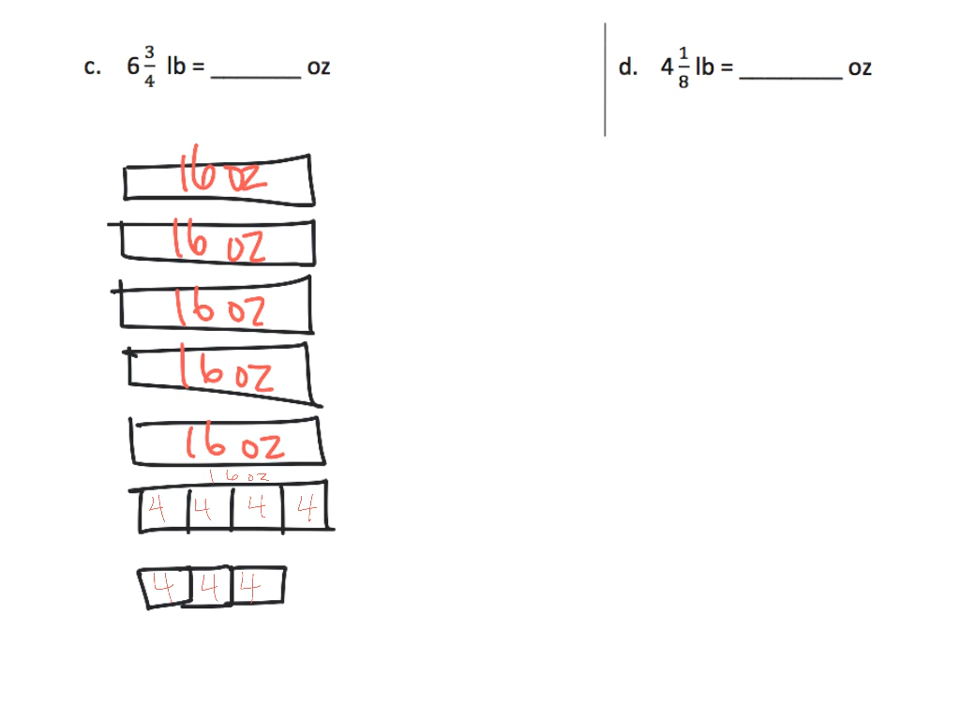 c. 6 3/4 lb = ________ oz
d. 4 1/8 lb = _________ oz
16 oz
16 oz
16 oz
16 oz
16 oz
16 oz
4 4 4 4
4 4 4